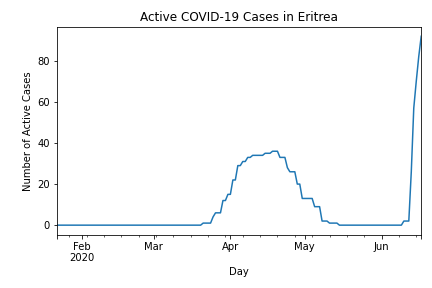 Active COVID-19 Cases in Eritrea
Number of Active Cases
80
60
40
20
0
Feb
2020
Mar
Apr
May
Jun
Day